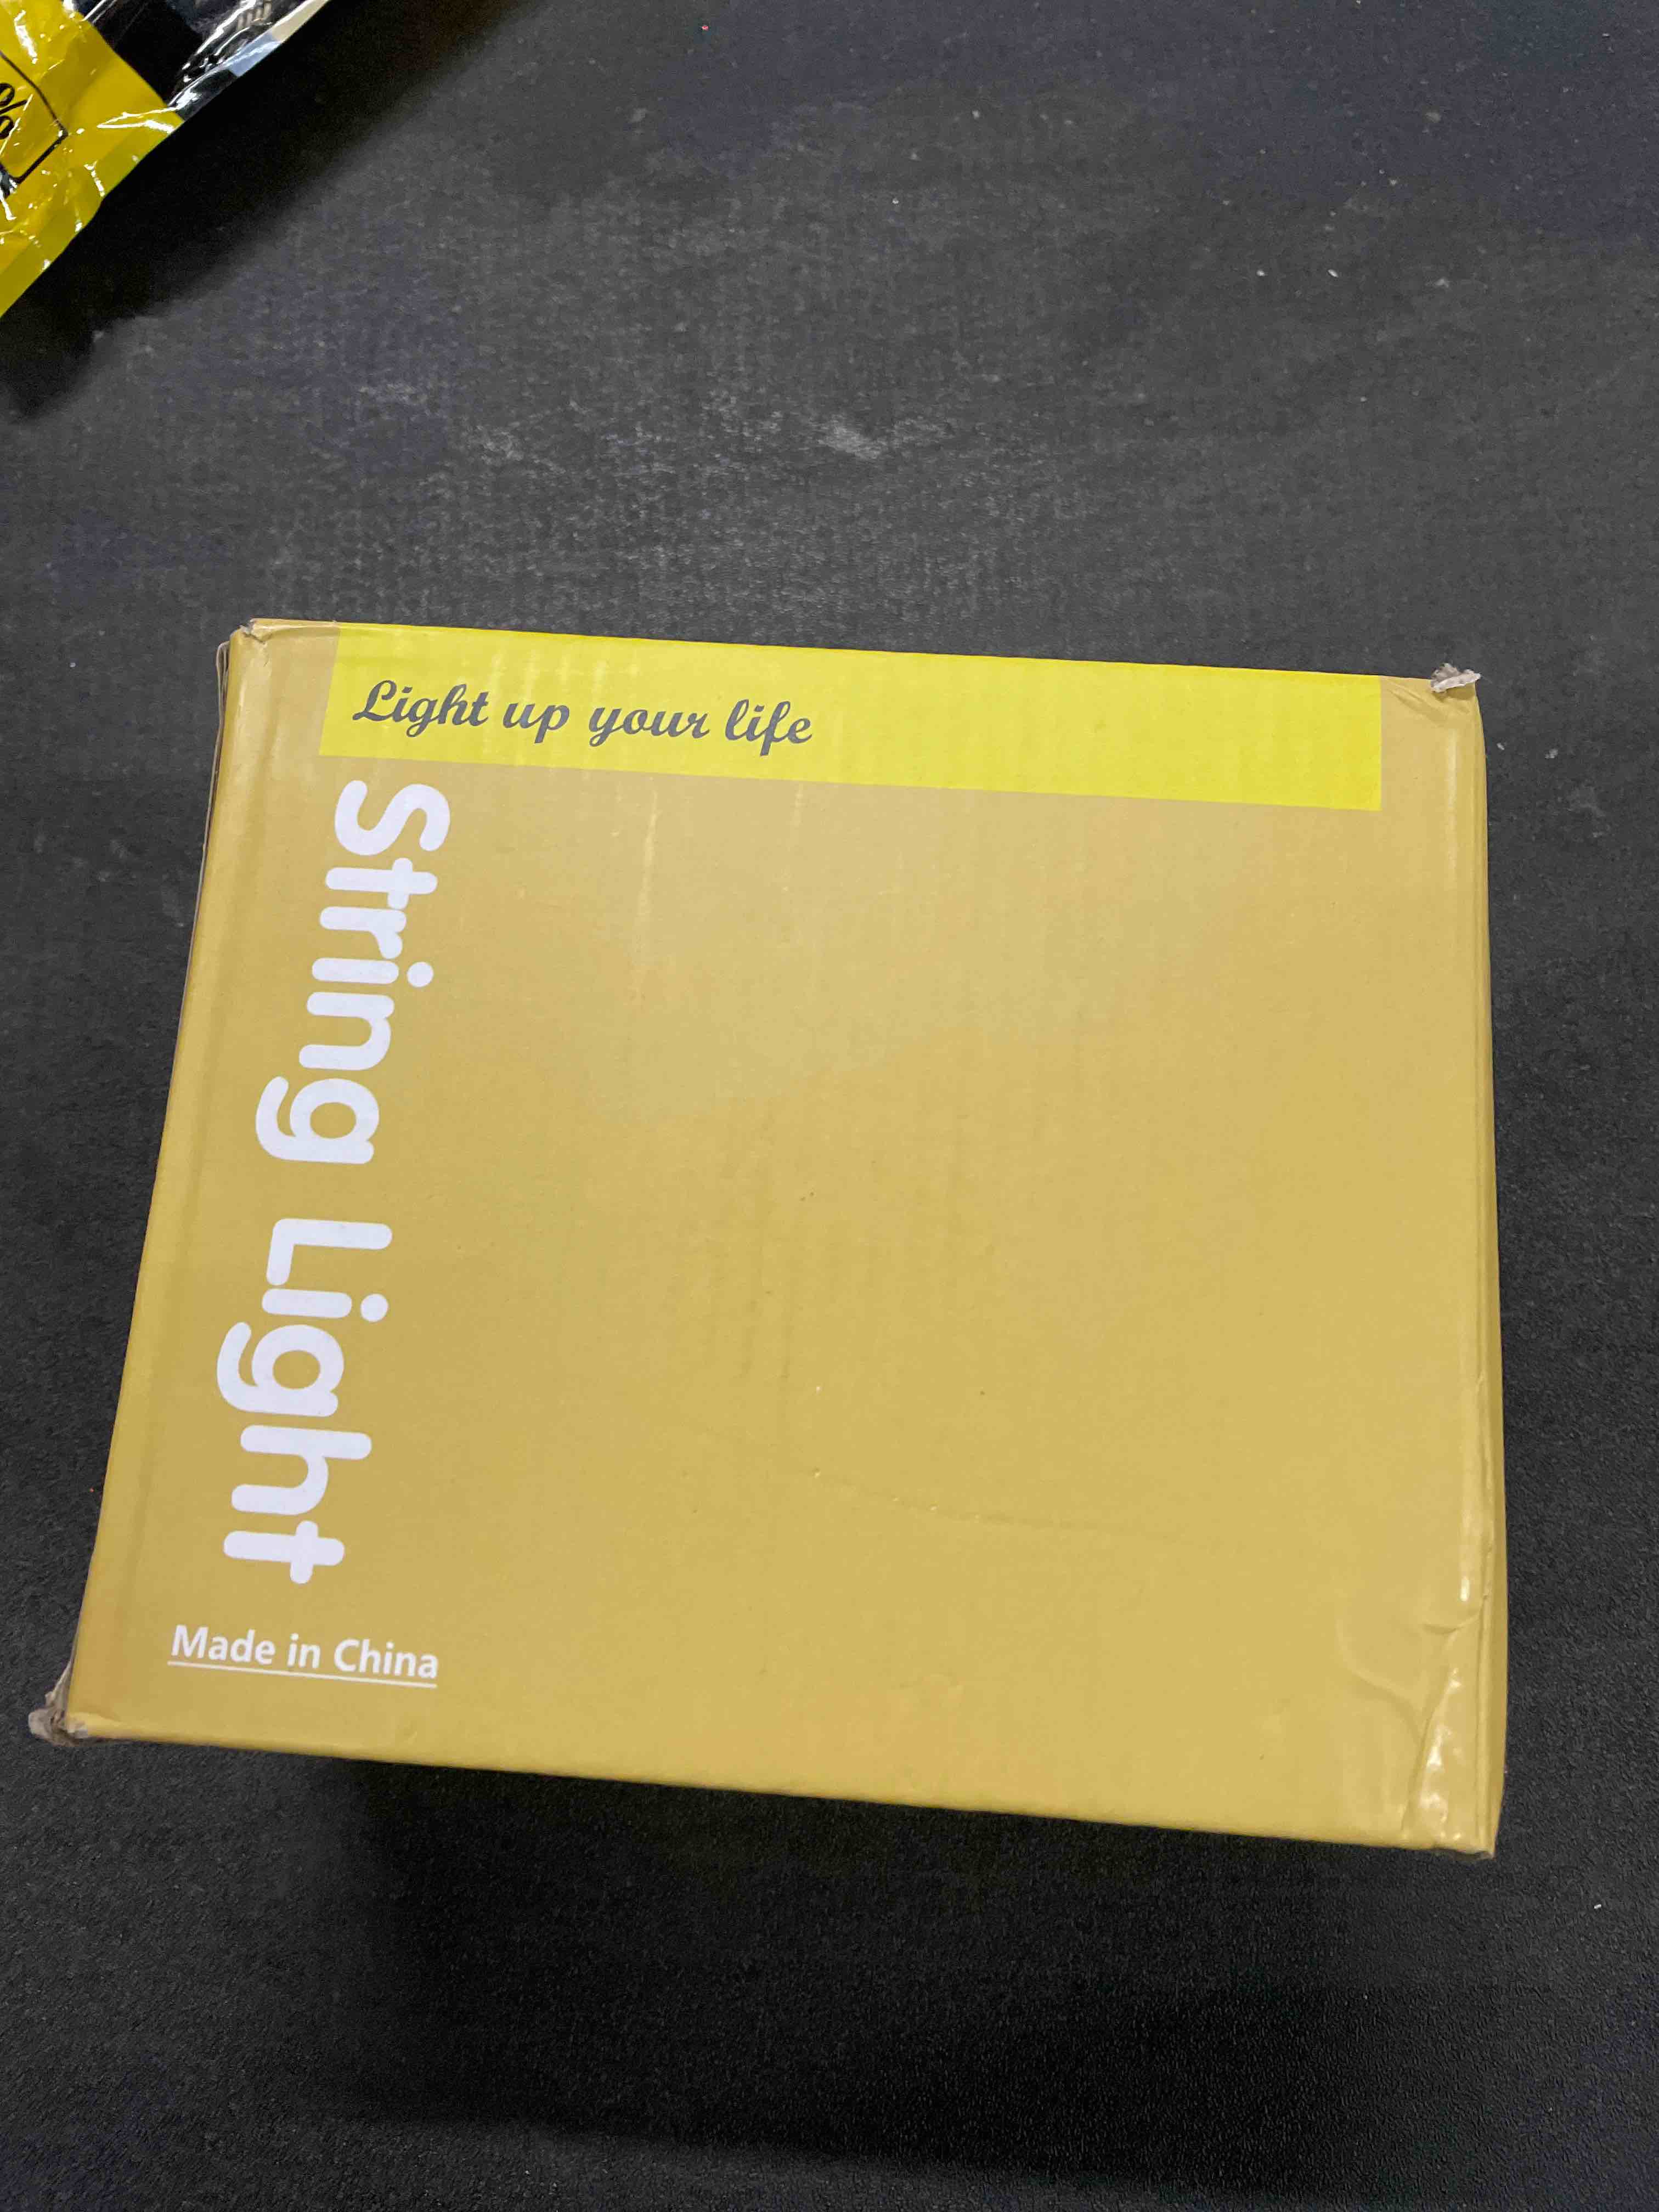 %
Light up your life
String Light
Made in China